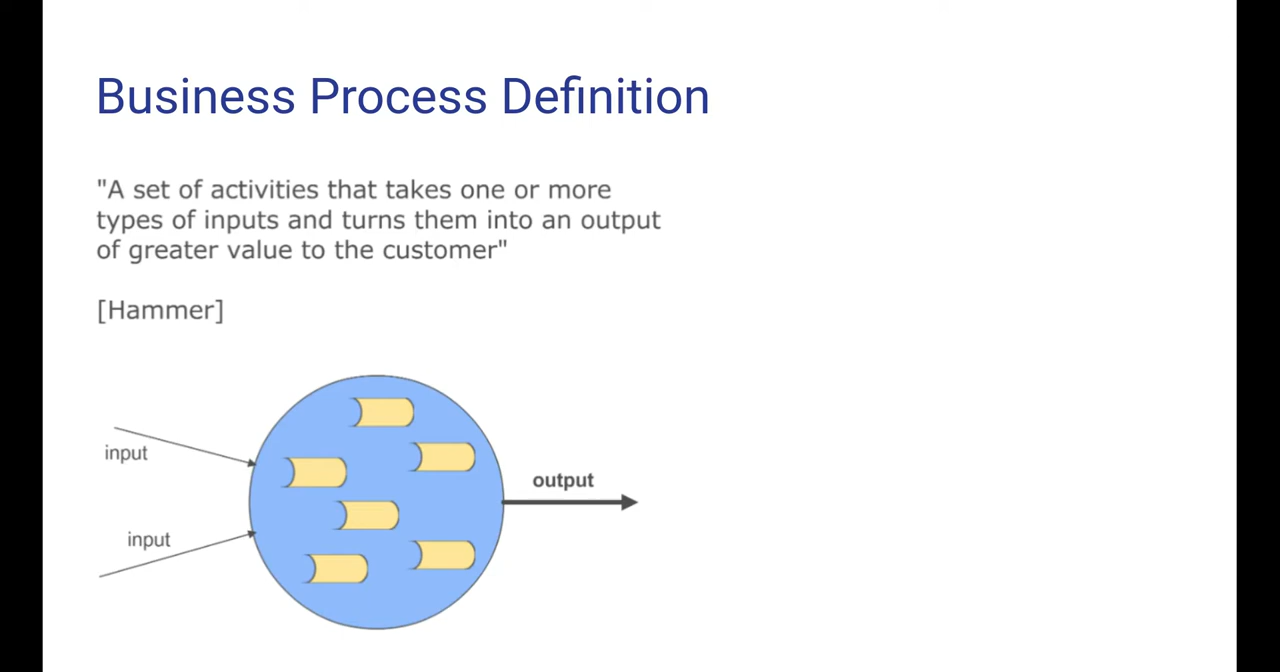 Business Process Definition
"A set of activities that takes one or more
types of inputs and turns them into an output
of greater value to the customer"
[Hammer]
input
input
output